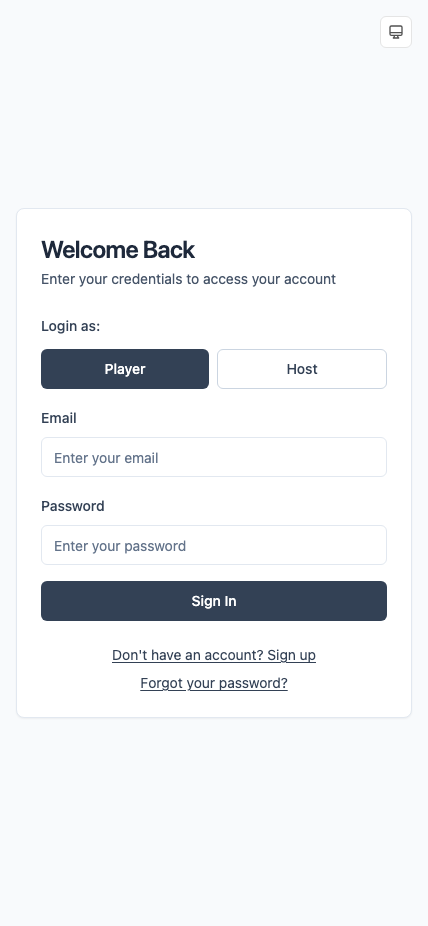 Welcome Back
Enter your credentials to access your account
Login as:
Player
Host
Email
Enter your email
Password
Enter your password
Sign In
Don't have an account? Sign up
Forgot your password?